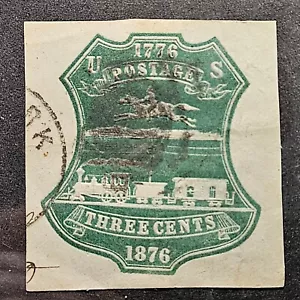 1776
U S
POSTAGE
THREE CENTS
1876